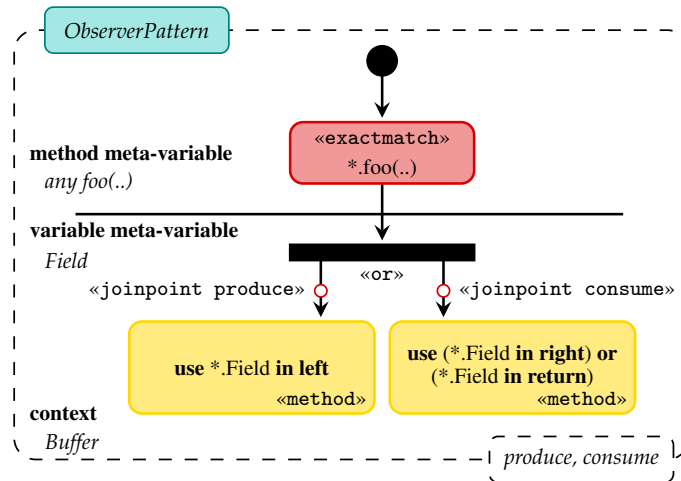 ObserverPattern
«exactmatch»
*.foo(..)
method meta-variable
any foo(..)
variable meta-variable
Field
«or»
«joinpoint produce»
«joinpoint consume»
use *.Field in left
«method»
use (*.Field in right) or
(*.Field in return)
«method»
context
Buffer
produce, consume